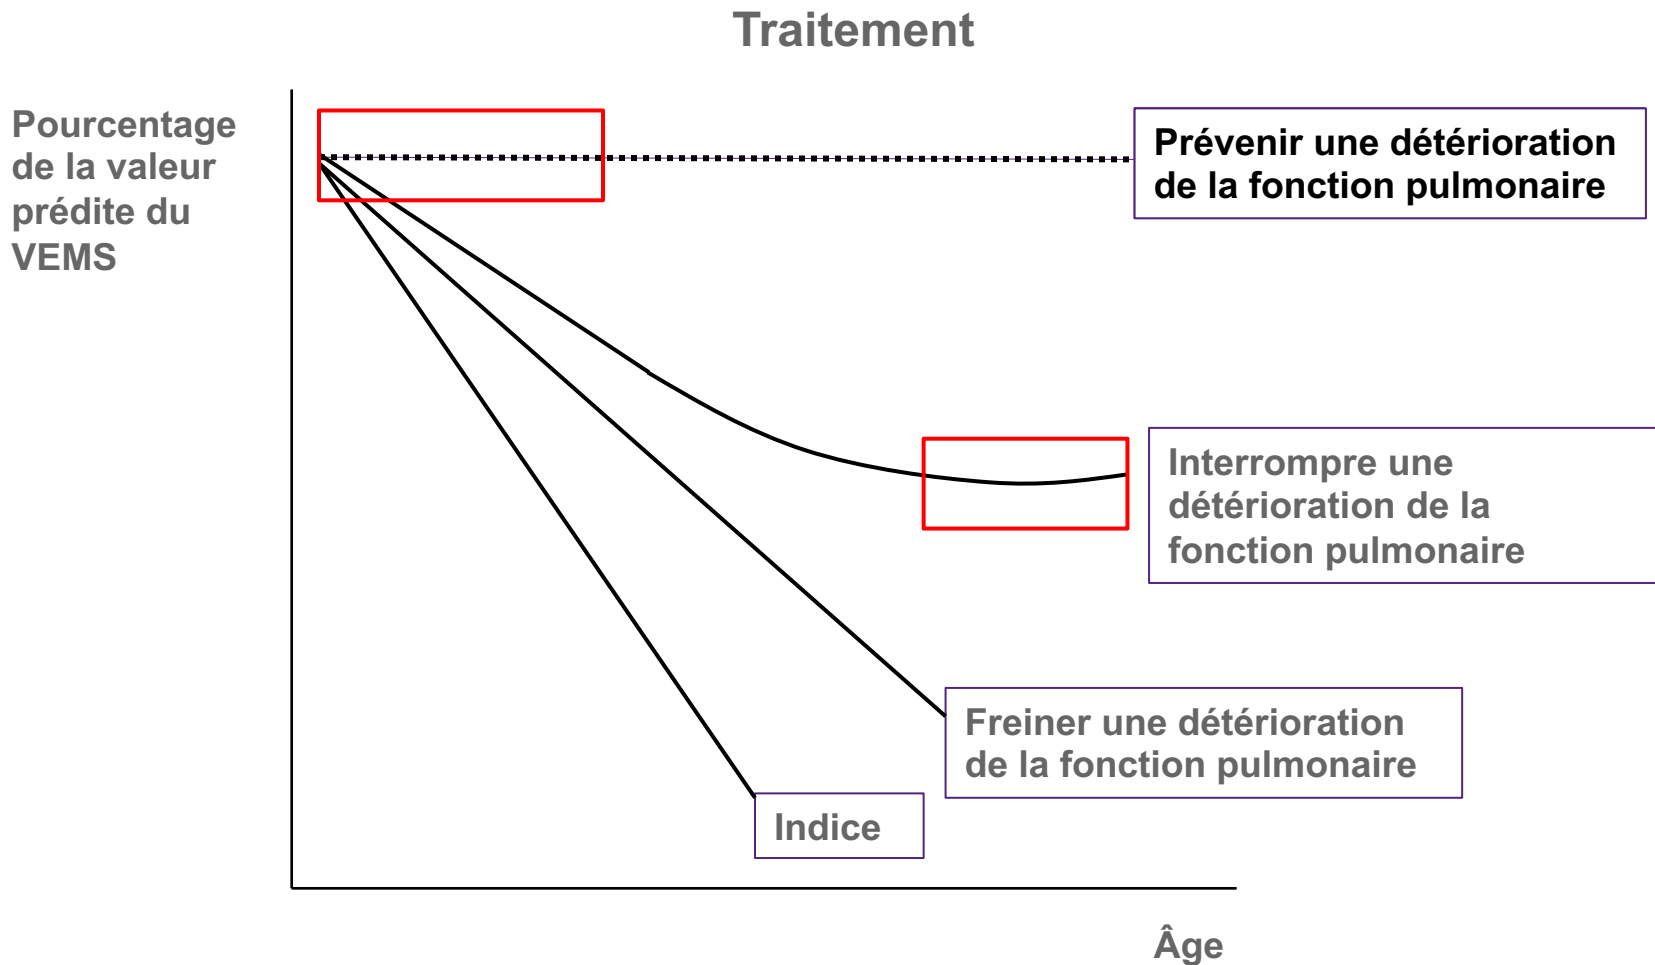 Traitement
Pourcentage
de la valeur
prédite du
VEMS
Prévenir une détérioration
de la fonction pulmonaire
Interrompre une
détérioration de la
fonction pulmonaire
Freiner une détérioration
de la fonction pulmonaire
Indice
Âge